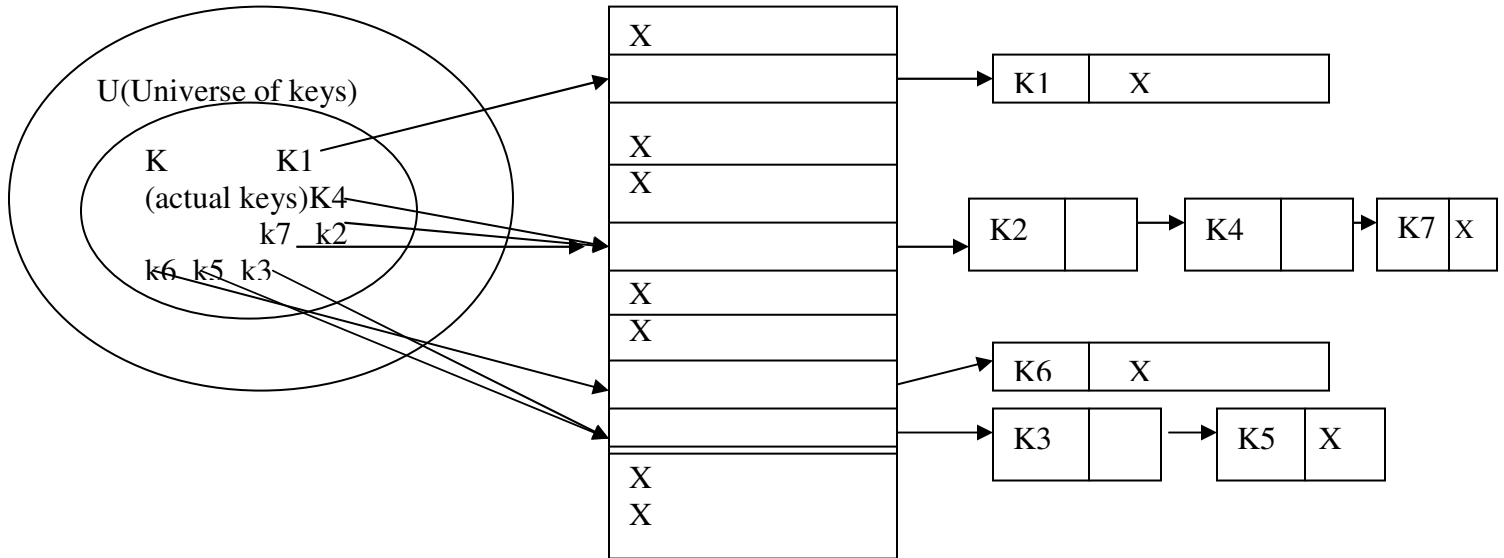 U(Universe of keys)
K K1
(actual keys)K4
k7 k2
k6 k5 k3
X
X
X
X
X
X
X
K1 X
K2 K4 K7 X
K6 X
K3 K5 X